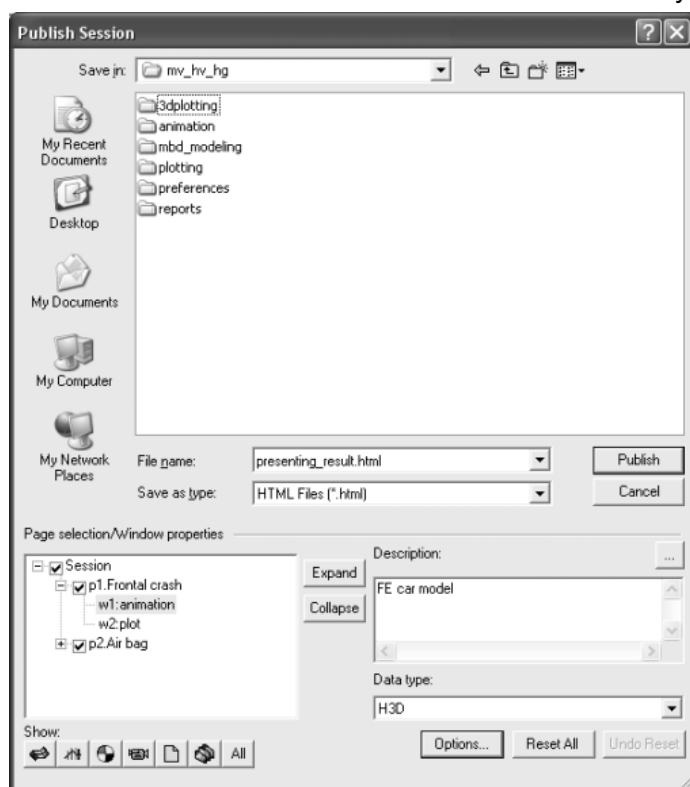 Publish Session
Save in: mv_hv_hg
3dplotting
animation
mbd_modeling
plotting
preferences
reports
My Recent
Documents
Desktop
My Documents
My Computer
My Network
Places
File name: presenting_result.html Publish
Save as type: HTML Files (*.html) Cancel
Page selection/Window properties
Session
p1.Frontal crash
w1:animation
w2:plot
p2.Air bag
Expand
Collapse
Description: ...
FE car model
Data type:
H3D
Show:
All
Options... Reset All Undo Reset